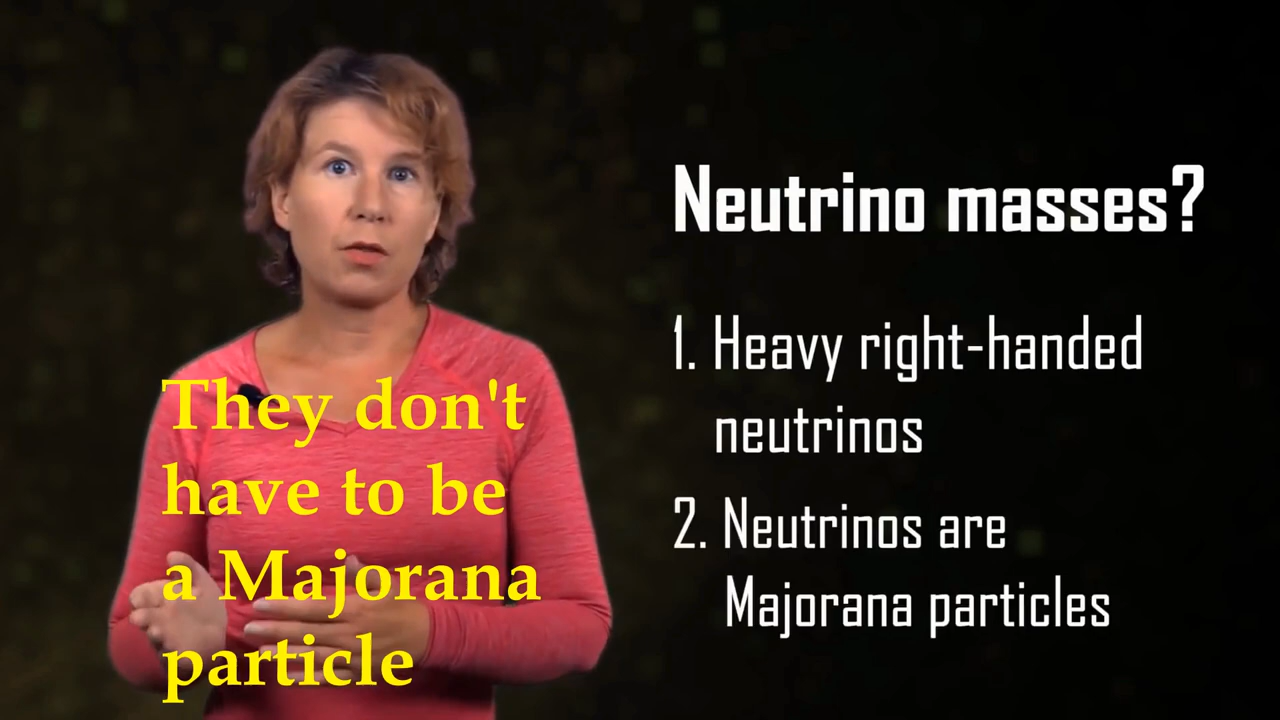 Neutrino masses?
1. Heavy right-handed
neutrinos
2. Neutrinos are
Majorana particles
They don't
have to be
a Majorana
particle